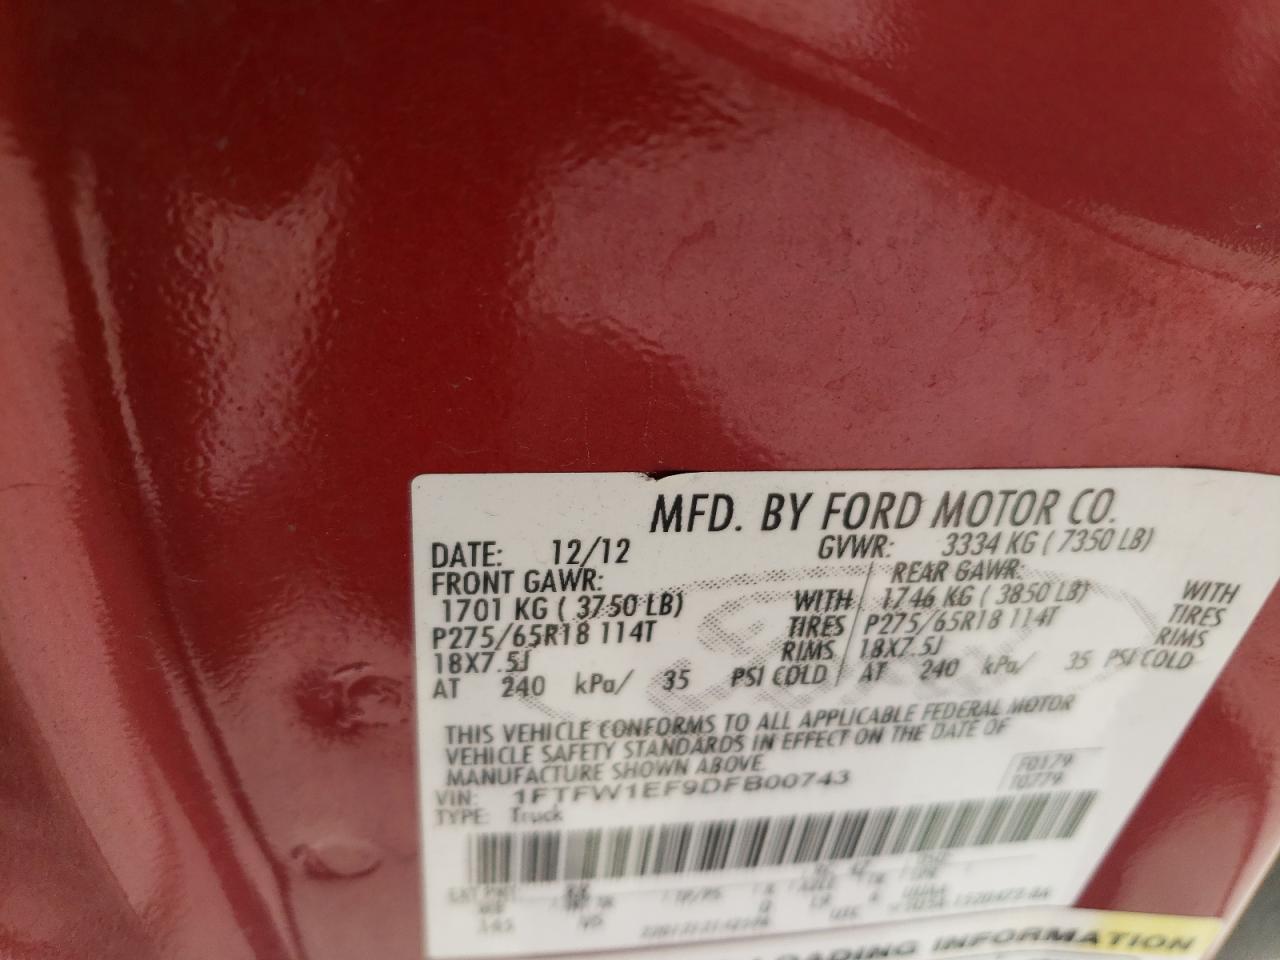 MFD. BY FORD MOTOR CO.
DATE: 12/12 GVWR: 3334 KG ( 7350 LB)
FRONT GAWR: REAR GAWR:
1701 KG ( 3750 LB) WITH 1746 KG ( 3850 LB) WITH
P275/65R18 114T TIRES P275/65R18 114T TIRES
18X7.5J RIMS 18X7.5J RIMS
AT 240 kPa/ 35 PSI COLD AT 240 kPa/ 35 PSI COLD
THIS VEHICLE CONFORMS TO ALL APPLICABLE FEDERAL MOTOR
VEHICLE SAFETY STANDARDS IN EFFECT ON THE DATE OF
MANUFACTURE SHOWN ABOVE.
VIN: 1FTFW1EF9DFB00743
F0179
T0779
TYPE: Truck
LOADING INFORMATION